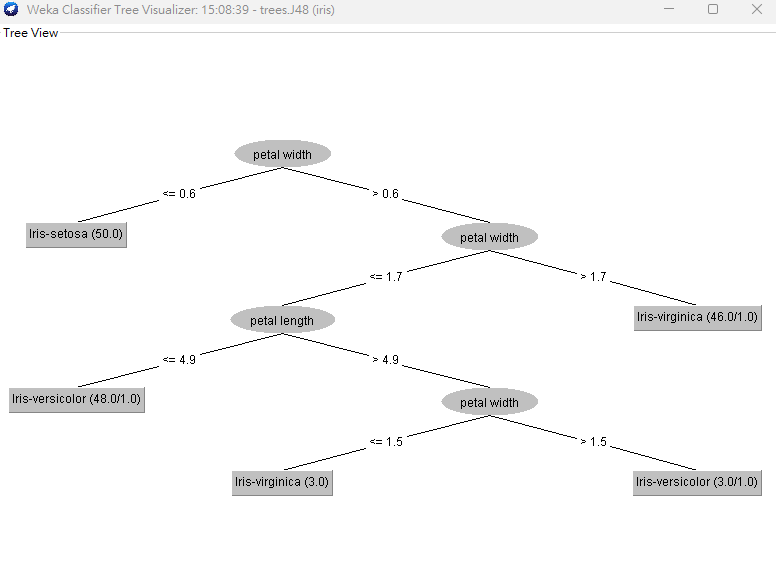 Weka Classifier Tree Visualizer: 15:08:39 - trees.J48 (iris)
Tree View
petal width
<= 0.6
> 0.6
Iris-setosa (50.0)
petal width
<= 1.7
> 1.7
petal length
Iris-virginica (46.0/1.0)
<= 4.9
> 4.9
Iris-versicolor (48.0/1.0)
petal width
<= 1.5
> 1.5
Iris-virginica (3.0)
Iris-versicolor (3.0/1.0)